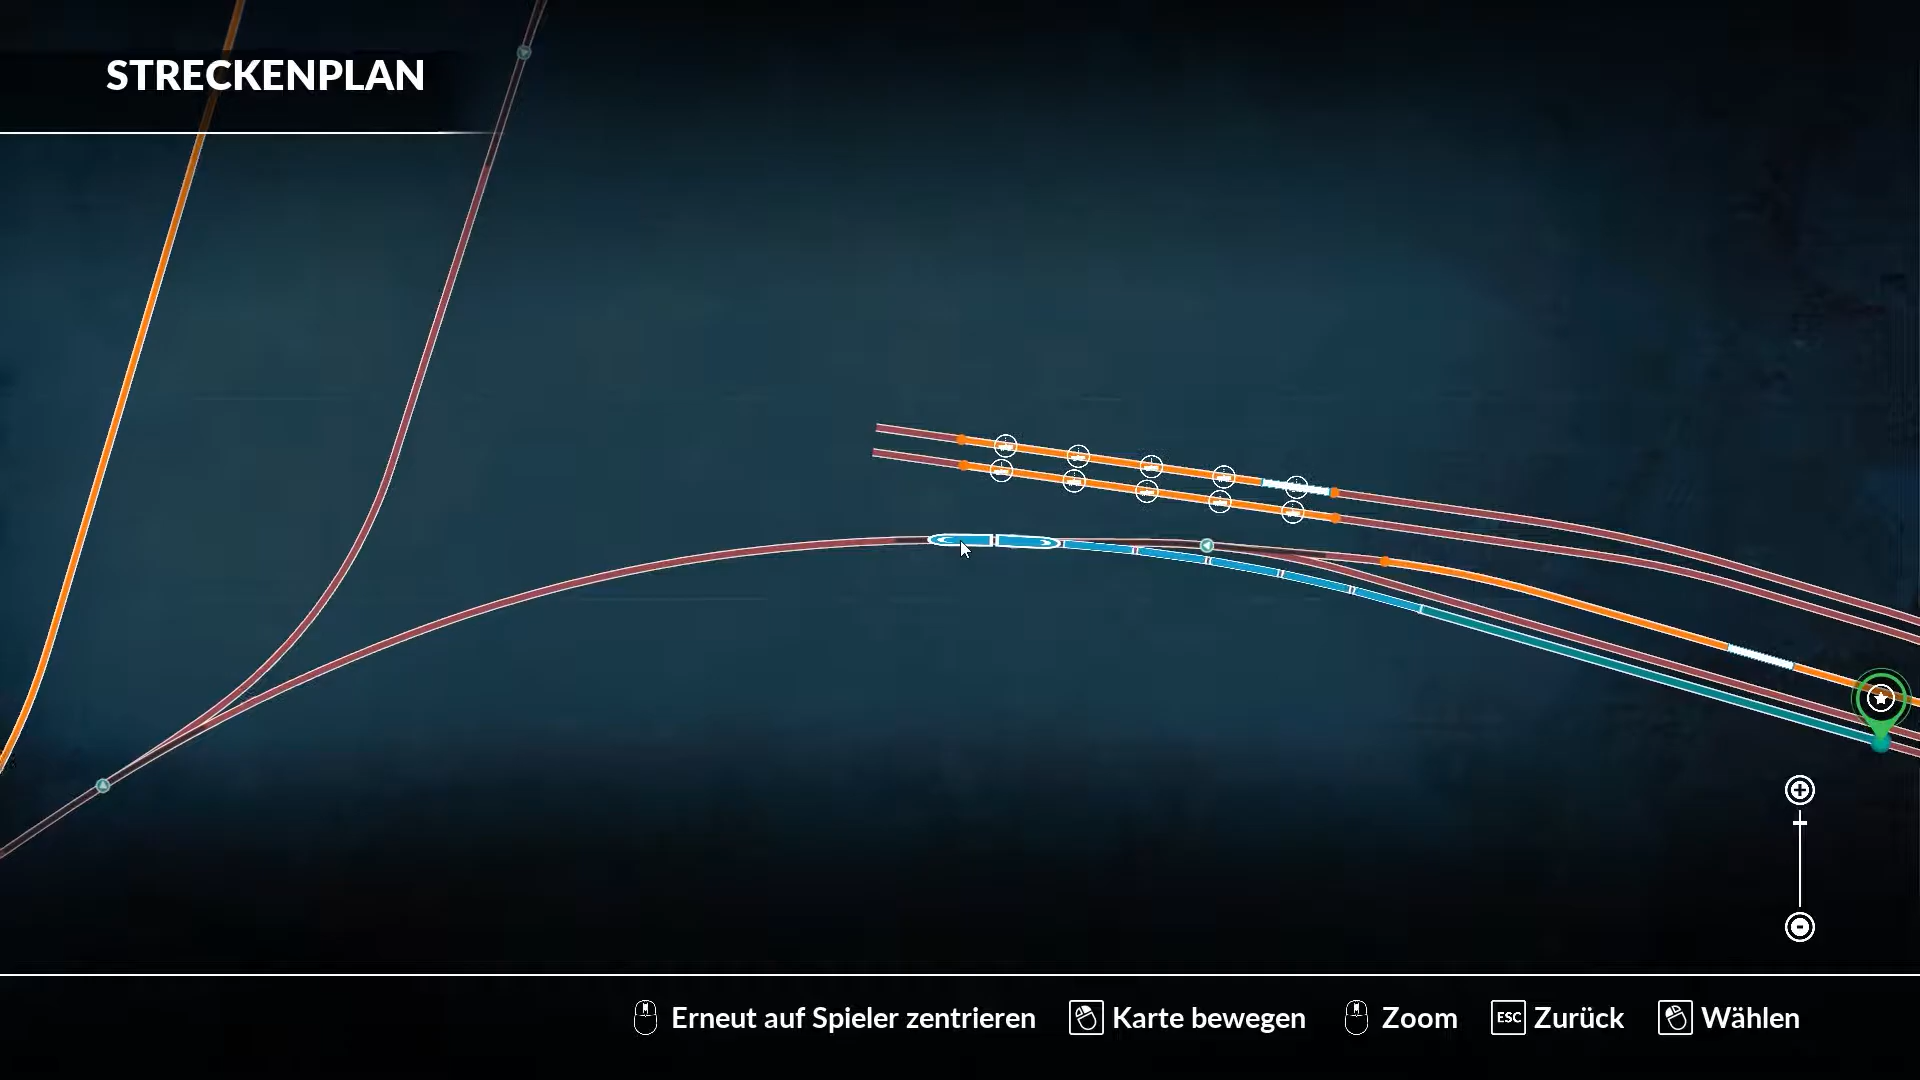 STRECKENPLAN
Erneut auf Spieler zentrieren
Karte bewegen
Zoom
ESC Zurück
Wählen